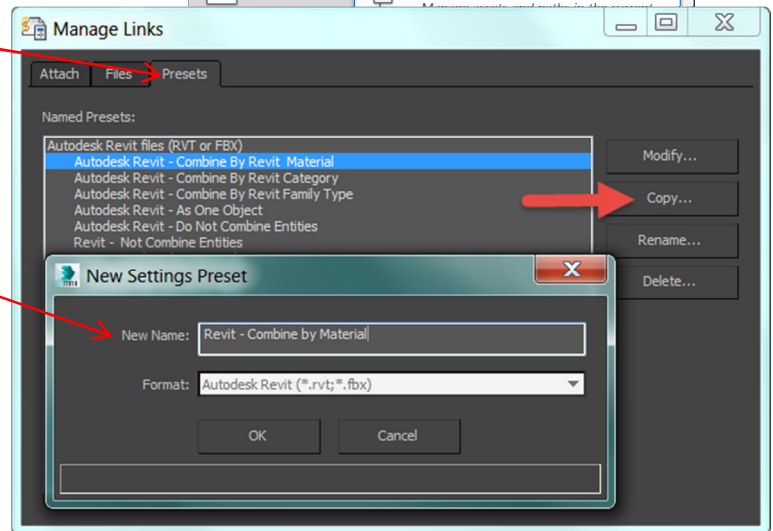 Manage Links
Attach Files Presets
Named Presets:
Autodesk Revit files (RVT or FBX)
Autodesk Revit - Combine By Revit Material
Autodesk Revit - Combine By Revit Category
Autodesk Revit - Combine By Revit Family Type
Autodesk Revit - As One Object
Autodesk Revit - Do Not Combine Entities
Revit - Not Combine Entities
Modify...
Copy...
Rename...
Delete...
New Settings Preset
New Name: Revit - Combine by Material
Format: Autodesk Revit (*.rvt;*.fbx)
OK Cancel